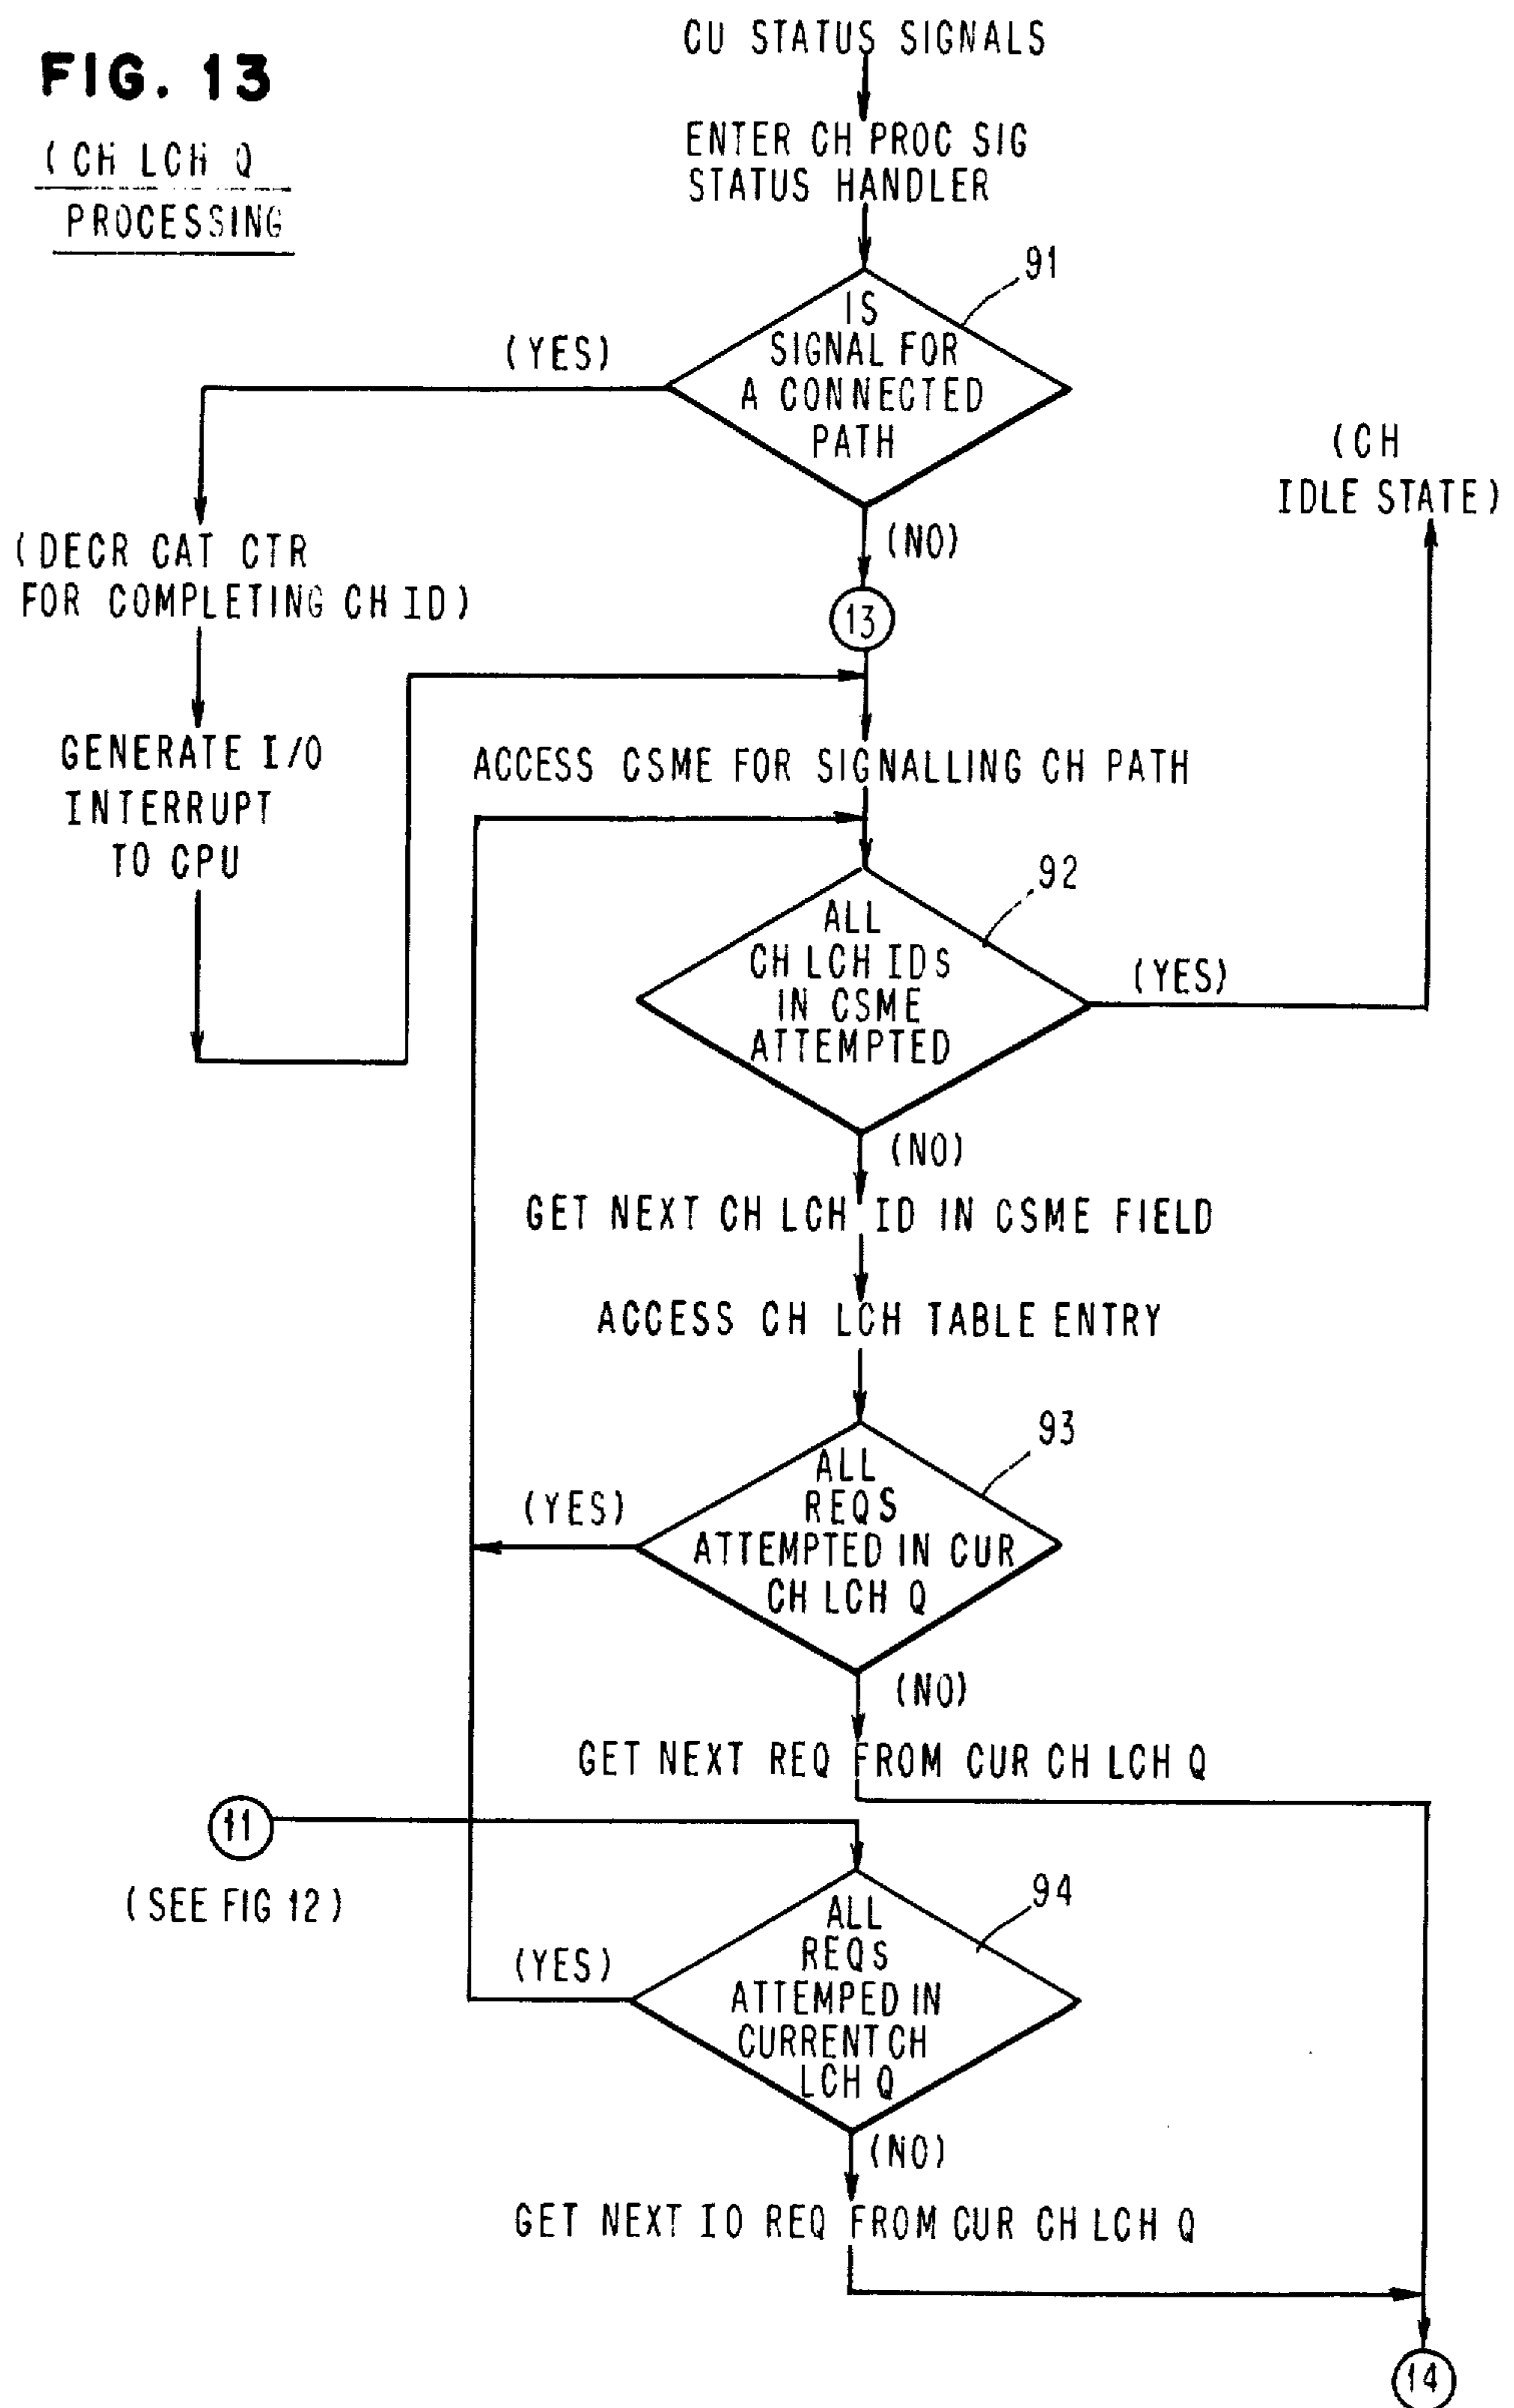 FIG. 13
(CH LCH Q
PROCESSING
CU STATUS SIGNALS
ENTER CH PROC SIG
STATUS HANDLER
91
IS
SIGNAL FOR
A CONNECTED
PATH
(YES)
(NO)
(CH
IDLE STATE)
(DECR CAT CTR
FOR COMPLETING CH ID)
13
GENERATE I/O
INTERRUPT
TO CPU
ACCESS CSME FOR SIGNALLING CH PATH
92
ALL
CH LCH IDs
IN CSME
ATTEMPTED
(YES)
(NO)
GET NEXT CH LCH ID IN CSME FIELD
ACCESS CH LCH TABLE ENTRY
93
ALL
REQS
ATTEMPTED IN CUR
CH LCH Q
(YES)
(NO)
GET NEXT REQ FROM CUR CH LCH Q
11
(SEE FIG 12)
94
ALL
REQs
ATTEMPED IN
CURRENT CH
LCH Q
(YES)
(NO)
GET NEXT IO REQ FROM CUR CH LCH Q
14